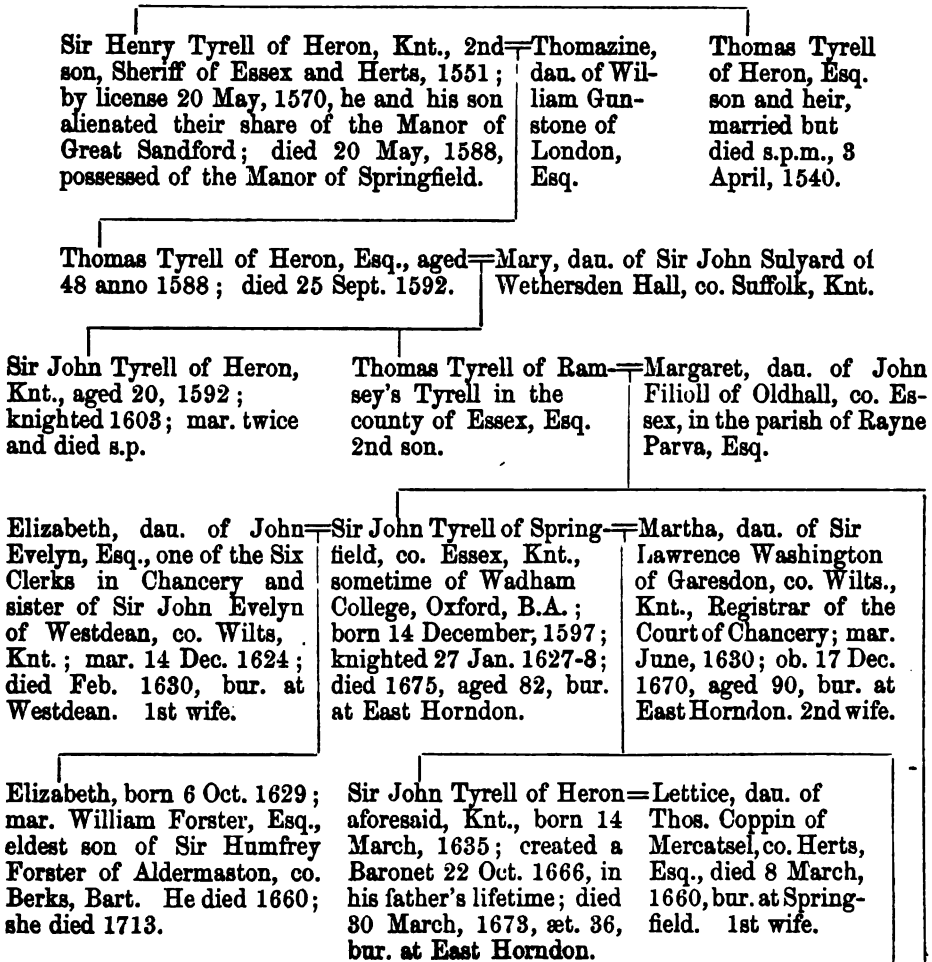 Sir Henry Tyrell of Heron, Knt., 2nd
son, Sheriff of Essex and Herts, 1551;
by license 20 May, 1570, he and his son
alienated their share of the Manor of
Great Sandford; died 20 May, 1588,
possessed of the Manor of Springfield.
Thomazine,
dau. of Wil-
liam Gun-
stone of
London,
Esq.
Thomas Tyrell
of Heron, Esq.
son and heir,
married but
died s.p.m., 3
April, 1540.
Thomas Tyrell of Heron, Esq., aged
48 anno 1588; died 25 Sept. 1592.
Mary, dau. of Sir John Sulyard of
Wethersden Hall, co. Suffolk, Knt.
Sir John Tyrell of Heron,
Knt., aged 20, 1592;
knighted 1603; mar. twice
and died s.p.
Thomas Tyrell of Ram-
sey's Tyrell in the
county of Essex, Esq.
2nd son.
Margaret, dau. of John
Filioll of Oldhall, co. Es-
sex, in the parish of Rayne
Parva, Esq.
Elizabeth, dau. of John
Evelyn, Esq., one of the Six
Clerks in Chancery and
sister of Sir John Evelyn
of Westdean, co. Wilts,
Knt.; mar. 14 Dec. 1624;
died Feb. 1630, bur. at
Westdean. 1st wife.
Sir John Tyrell of Spring-
field, co. Essex, Knt.,
sometime of Wadham
College, Oxford, B.A.;
born 14 December, 1597;
knighted 27 Jan. 1627-8;
died 1675, aged 82, bur.
at East Horndon.
Martha, dau. of Sir
Lawrence Washington
of Garesdon, co. Wilts.,
Knt., Registrar of the
Court of Chancery; mar.
June, 1630; ob. 17 Dec.
1670, aged 90, bur. at
East Horndon. 2nd wife.
Elizabeth, born 6 Oct. 1629;
mar. William Forster, Esq.,
eldest son of Sir Humfrey
Forster of Aldermaston, co.
Berks, Bart. He died 1660;
she died 1713.
Sir John Tyrell of Heron
aforesaid, Knt., born 14
March, 1635; created a
Baronet 22 Oct. 1666, in
his father's lifetime; died
30 March, 1673, æt. 36,
bur. at East Horndon.
Lettice, dau. of
Thos. Coppin of
Mercatsel, co. Herts,
Esq., died 8 March,
1660, bur. at Spring-
field. 1st wife.